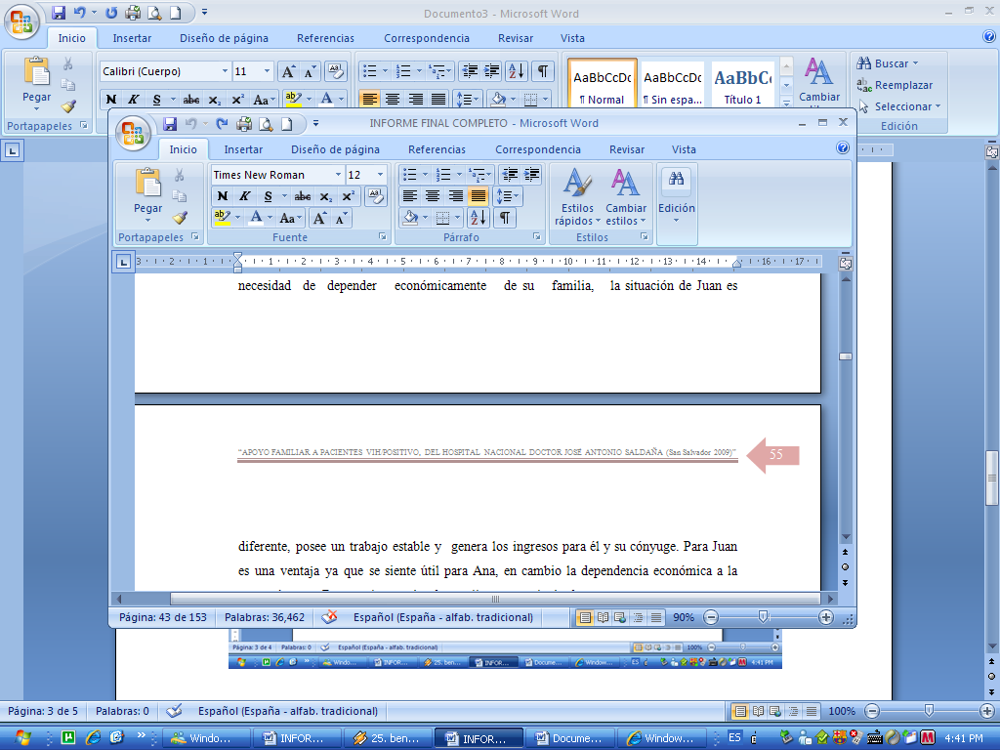 Documento3 - Microsoft Word
Inicio Insertar Diseño de página Referencias Correspondencia Revisar Vista
Pegar
Portapapeles
Calibri (Cuerpo) 11
N K S abc x₂ x² Aa ab A
AaBbCcDc AaBbCcDc AaBbC
¶ Normal ¶ Sin espa... Título 1
Cambiar
Buscar
Reemplazar
Seleccionar
Edición
INFORME FINAL COMPLETO - Microsoft Word
Inicio Insertar Diseño de página Referencias Correspondencia Revisar Vista
Pegar
Times New Roman 12
N K S abc x₂ x²
ab A Aa A A
Estilos rápidos
Cambiar estilos
Edición
Portapapeles Fuente Párrafo Estilos
3 2 1 1 2 3 4 5 6 7 8 9 10 11 12 13 14 16 17
necesidad de depender económicamente de su familia, la situación de Juan es
"APOYO FAMILIAR A PACIENTES VIH POSITIVO, DEL HOSPITAL NACIONAL DOCTOR JOSÉ ANTONIO SALDAÑA (San Salvador 2009)"
55
diferente, posee un trabajo estable y genera los ingresos para él y su cónyuge. Para Juan
es una ventaja ya que se siente útil para Ana, en cambio la dependencia económica a la
Página: 43 de 153 Palabras: 36,462 Español (España - alfab. tradicional) 90%
Página: 3 de 4 Palabras: 0 Español (España - alfab. tradicional) 100%
Windo... INFOR... 25. ben... INFOR... Docume... Window... ES 4:41 PM
Página: 3 de 5 Palabras: 0 Español (España - alfab. tradicional) 100%
Windo... INFOR... 25. ben... INFOR... Docume... Window... ES 4:41 PM